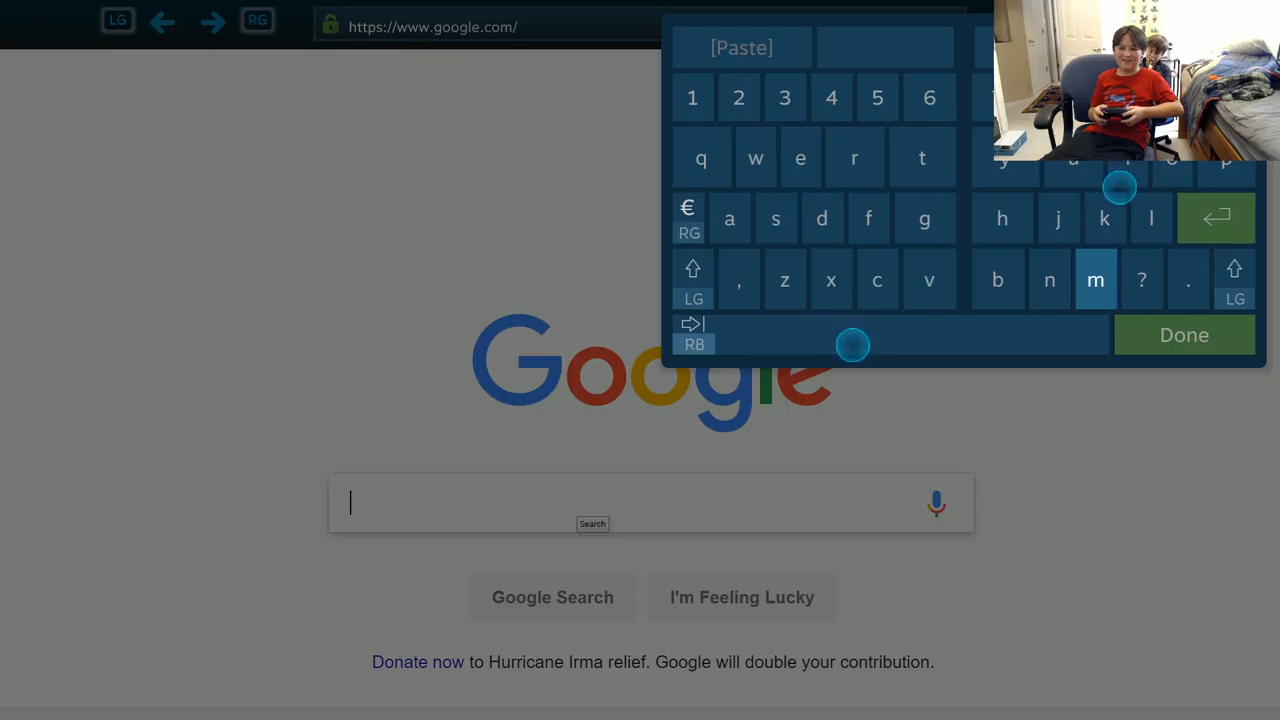 LG RG https://www.google.com/
[Paste]
1 2 3 4 5 6
q w e r t y u p
€ RG a s d f g h j k l
LG , z x c v b n m ? . LG
RB Done
Google
Search
Google Search I'm Feeling Lucky
Donate now to Hurricane Irma relief. Google will double your contribution.